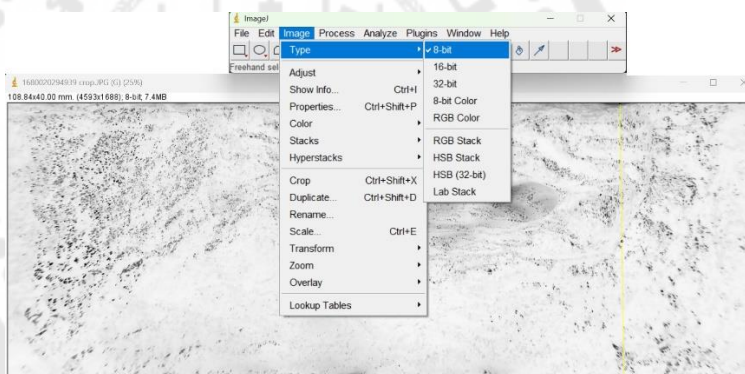 ImageJ
File Edit Image Process Analyze Plugins Window Help
Freehand sel
Type
Adjust
Show Info... Ctrl+I
Properties... Ctrl+Shift+P
Color
Stacks
Hyperstacks
Crop Ctrl+Shift+X
Duplicate... Ctrl+Shift+D
Rename...
Scale... Ctrl+E
Transform
Zoom
Overlay
Lookup Tables
8-bit
16-bit
32-bit
8-bit Color
RGB Color
RGB Stack
HSB Stack
HSB (32-bit)
Lab Stack
1680020294939 crop.JPG (G) (25%)
108.84x40.00 mm. (4593x1688); 8-bit; 7.4MB